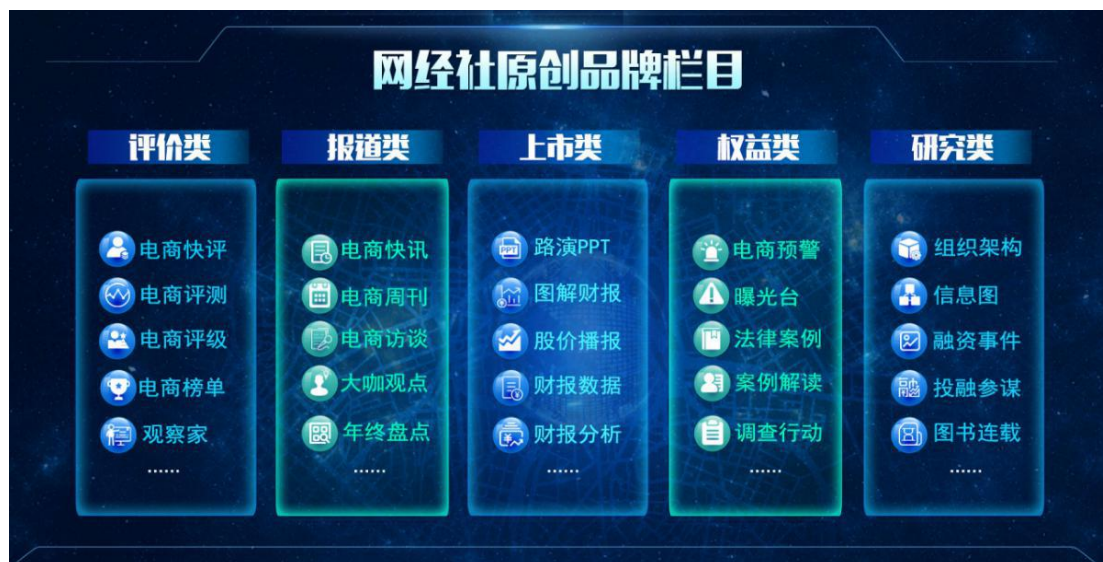 网经社原创品牌栏目
评价类
电商快评
电商评测
电商评级
电商榜单
观察家
......
报道类
电商快讯
电商周刊
电商访谈
大咖观点
年终盘点
......
上市类
PPT
路演PPT
图解财报
股价播报
财报数据
财报分析
......
权益类
电商预警
曝光台
法律案例
案例解读
调查行动
......
研究类
组织架构
信息图
融资事件
融
投融参谋
图书连载
......